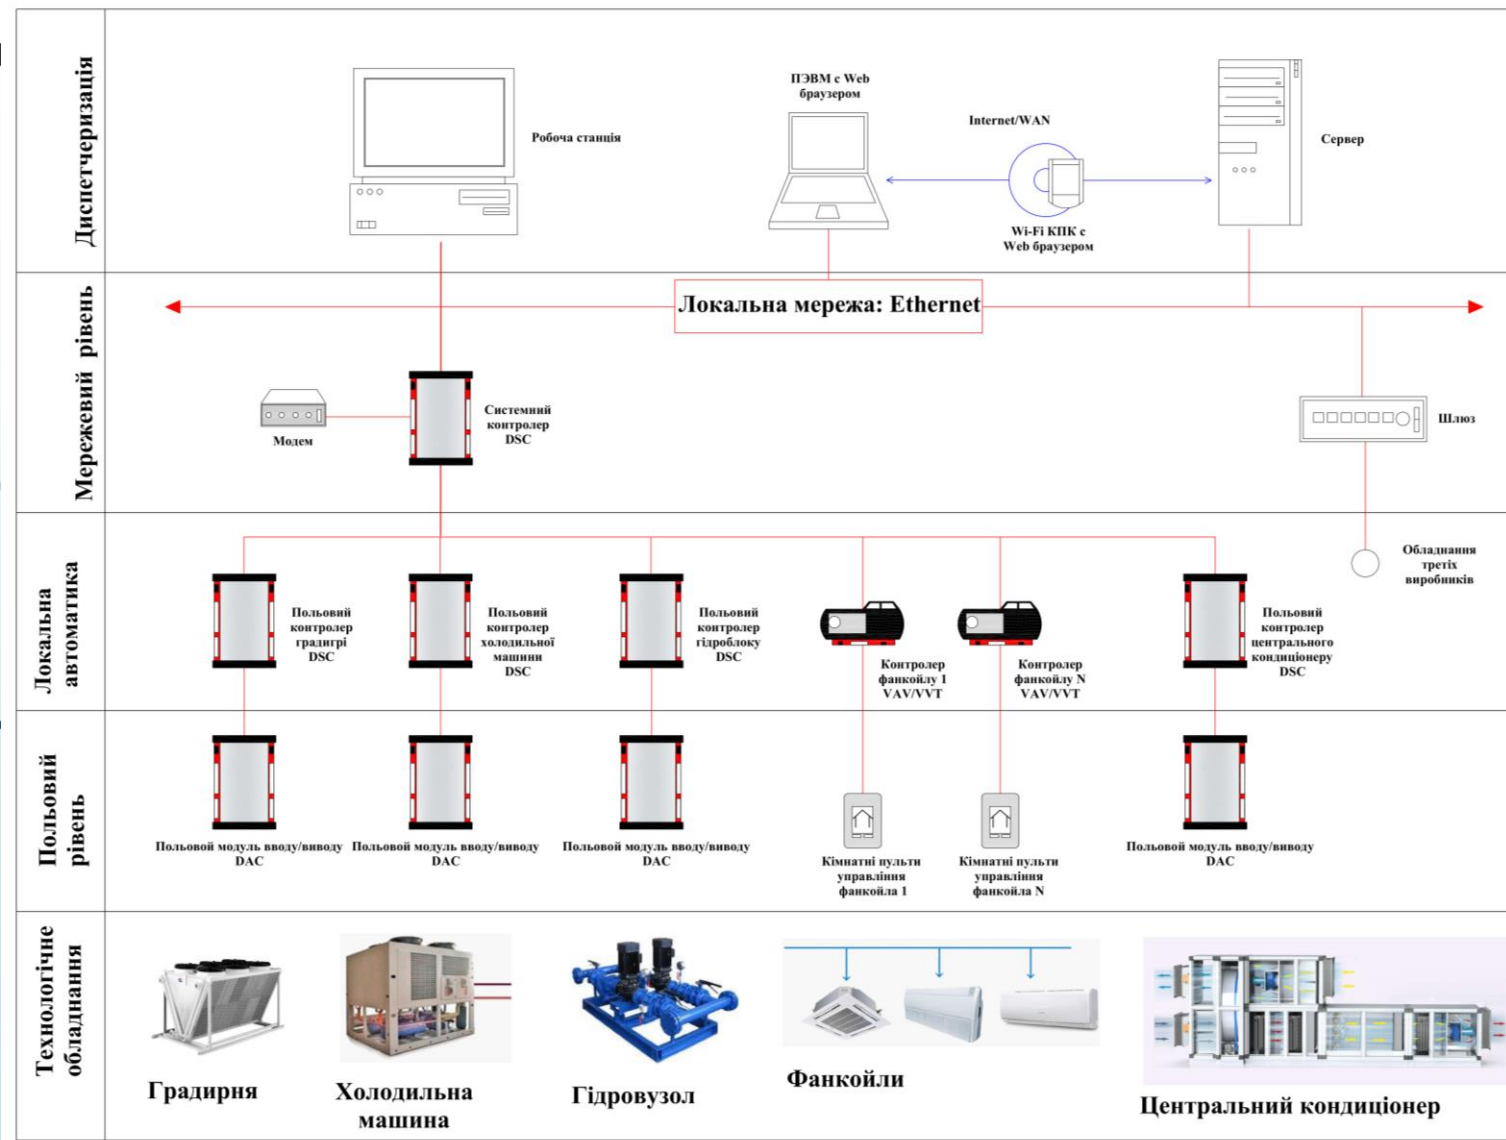 Диспетчеризація
Робоча станція
ПЭВМ с Web
браузером
Internet/WAN
Wi-Fi КПК с
Web браузером
Сервер
Мережевий рівень
Локальна мережа: Ethernet
Модем
Системний
контролер
DSC
Шлюз
Локальна
автоматика
Польовий
контролер
градигрі
DSC
Польовий
контролер
холодильної
машини
DSC
Польовий
контролер
гідроблоку
DSC
Контролер
фанкойлу 1
VAV/VVT
Контролер
фанкойлу N
VAV/VVT
Польовий
контролер
центрального
кондиціонеру
DSC
Обладнання
третіх
виробників
Польовий
рівень
Польовой модуль вводу/виводу
DAC
Польовой модуль вводу/виводу
DAC
Польовой модуль вводу/виводу
DAC
Кімнатні пульти
управління
фанкойла 1
Кімнатні пульти
управління
фанкойла N
Польовой модуль вводу/виводу
DAC
Технологічне
обладнання
Градирня
Холодильна
машина
Гідровузол
Фанкойли
Центральний кондиціонер